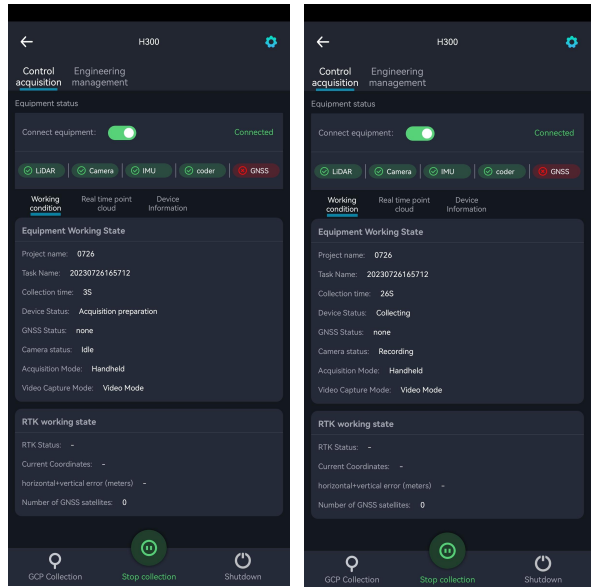 H300
Control acquisition
Engineering management
Equipment status
Connect equipment:
Connected
LiDAR
Camera
IMU
coder
GNSS
Working condition
Real time point cloud
Device Information
Equipment Working State
Project name: 0726
Task Name: 20230726165712
Collection time: 3S
Device Status: Acquisition preparation
GNSS Status: none
Camera status: Idle
Acquisition Mode: Handheld
Video Capture Mode: Video Mode
RTK working state
RTK Status: -
Current Coordinates: -
horizontal+vertical error (meters) -
Number of GNSS satellites: 0
GCP Collection
Stop collection
Shutdown
H300
Control acquisition
Engineering management
Equipment status
Connect equipment:
Connected
LiDAR
Camera
IMU
coder
GNSS
Working condition
Real time point cloud
Device Information
Equipment Working State
Project name: 0726
Task Name: 20230726165712
Collection time: 26S
Device Status: Collecting
GNSS Status: none
Camera status: Recording
Acquisition Mode: Handheld
Video Capture Mode: Video Mode
RTK working state
RTK Status: -
Current Coordinates: -
horizontal+vertical error (meters) -
Number of GNSS satellites: 0
GCP Collection
Stop collection
Shutdown